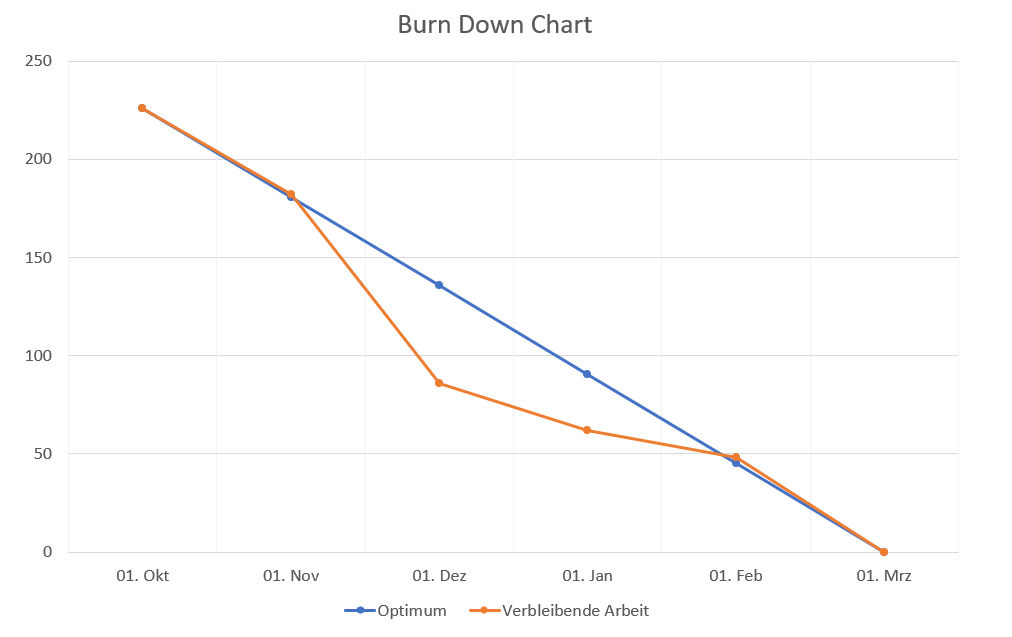 Burn Down Chart
250
200
150
100
50
0
01. Okt 01. Nov 01. Dez 01. Jan 01. Feb 01. Mrz
Optimum Verbleibende Arbeit